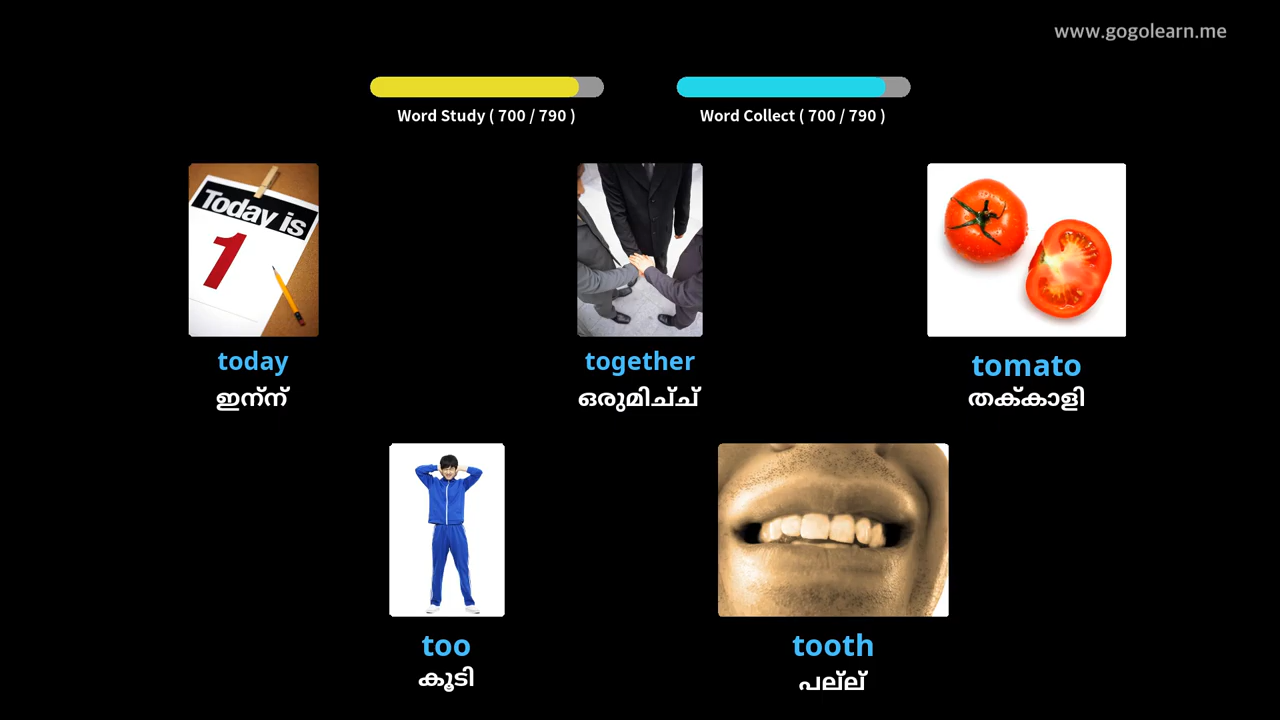 www.gogolearn.me
Word Study ( 700 / 790 )
Word Collect ( 700 / 790 )
Today is
1
today
together
tomato
ഇന്ന്
ഒരുമിച്ച്
തക്കാളി
too
tooth
കൂടി
പല്ല്